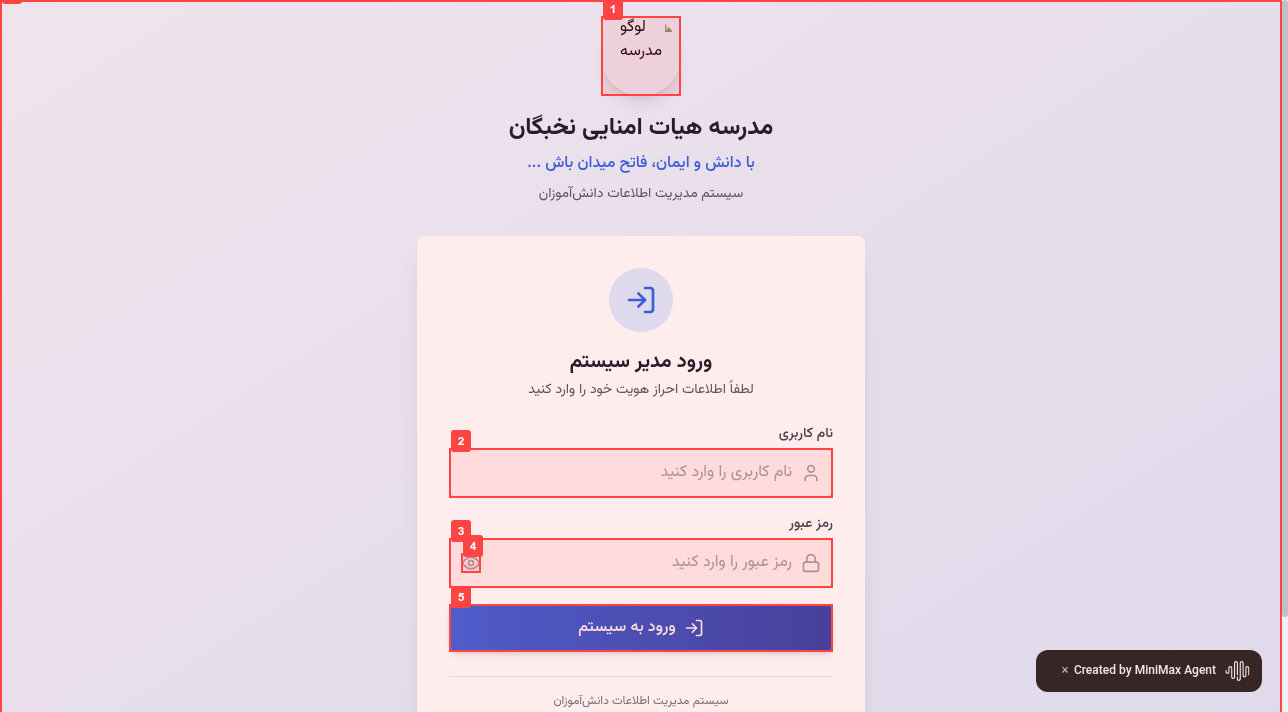 1
لوگو
مدرسه
مدرسه هیات امنایی نخبگان
با دانش و ایمان، فاتح میدان باش ...
سیستم مدیریت اطلاعات دانش‌آموزان
ورود مدیر سیستم
لطفاً اطلاعات احراز هویت خود را وارد کنید
نام کاربری
2
نام کاربری را وارد کنید
رمز عبور
3
4
رمز عبور را وارد کنید
5
ورود به سیستم
× Created by MiniMax Agent
سیستم مدیریت اطلاعات دانش‌آموزان